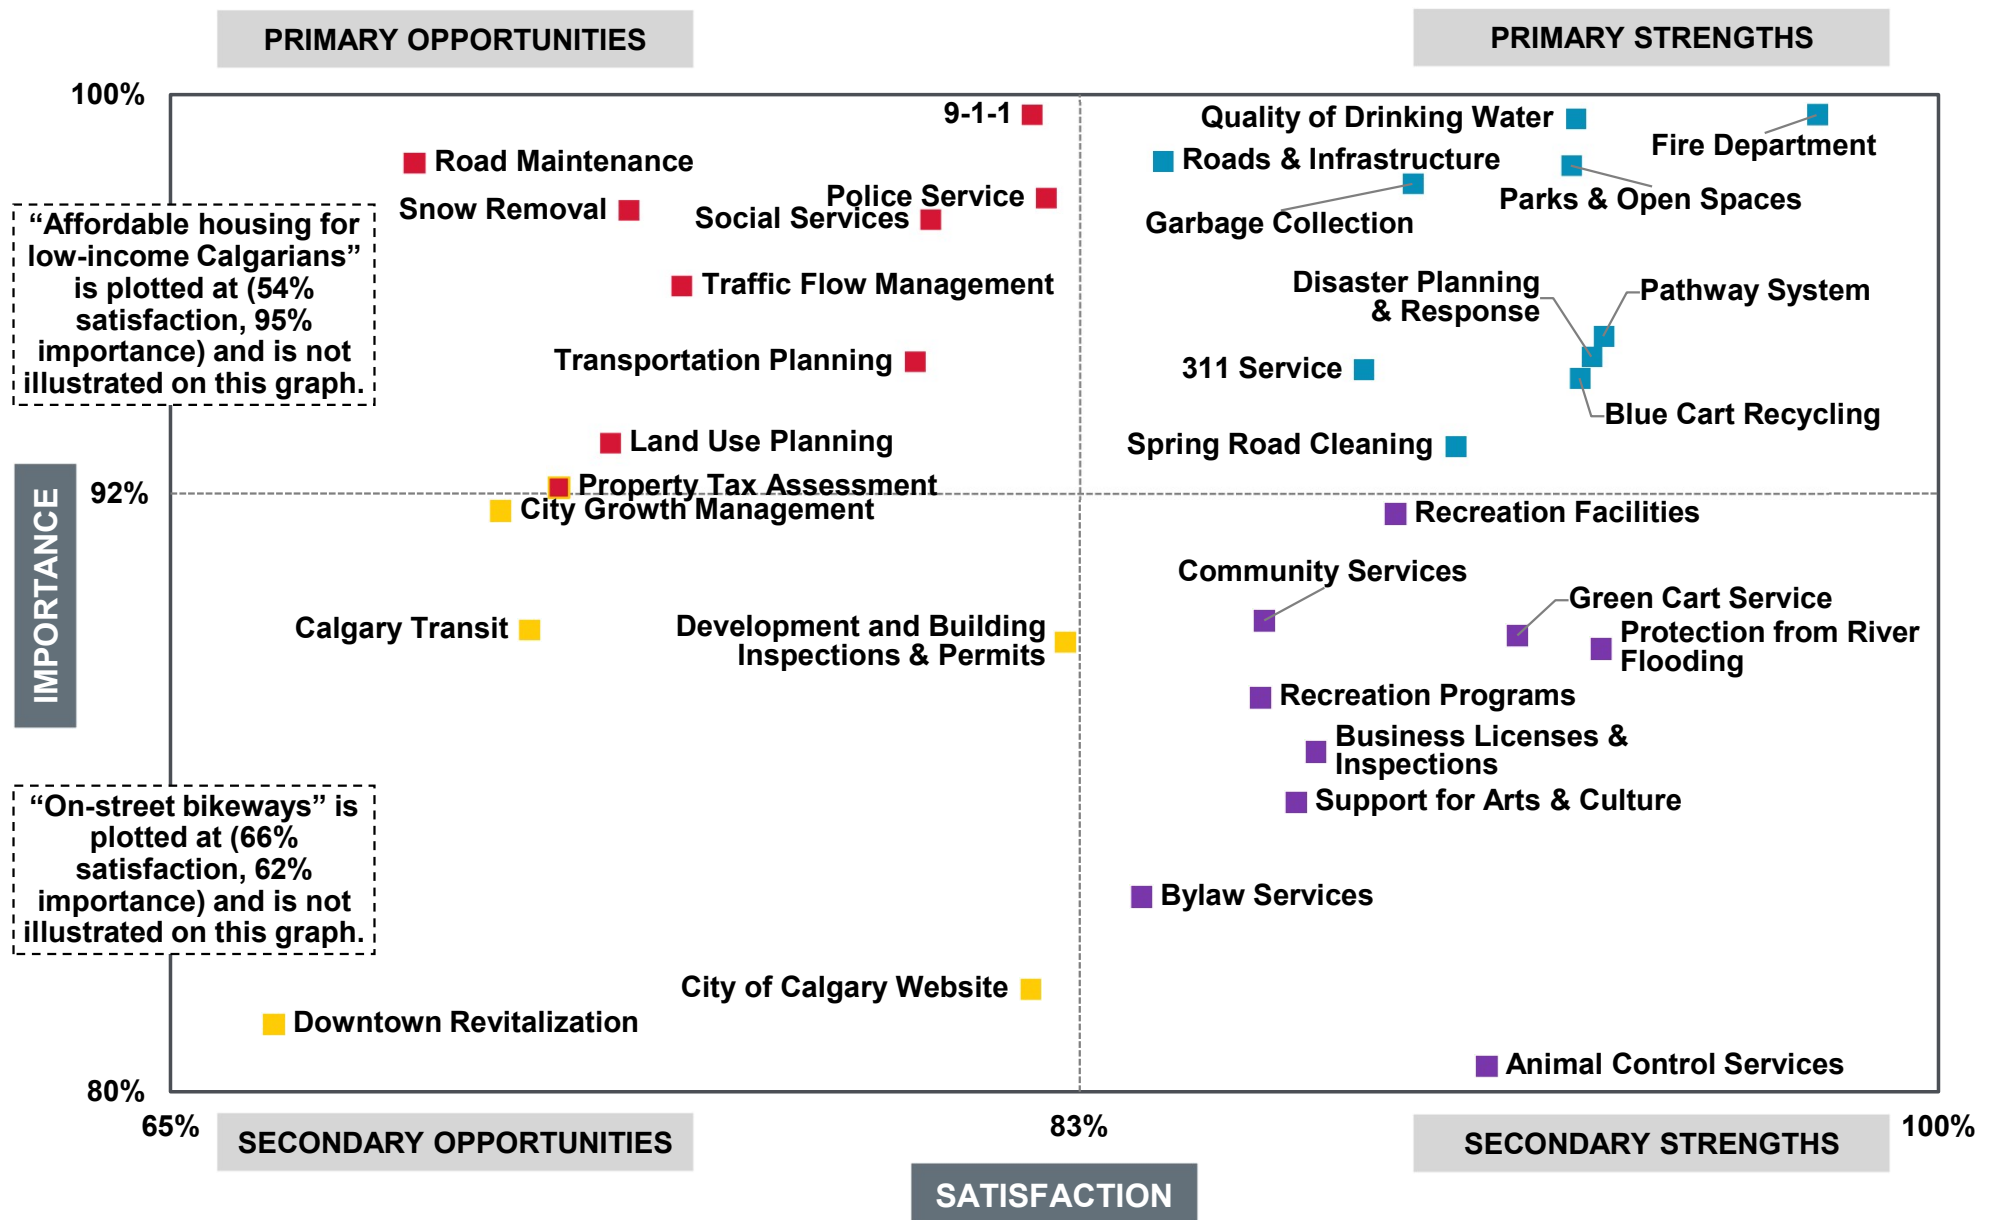 PRIMARY OPPORTUNITIES
PRIMARY STRENGTHS
100%
9-1-1
Quality of Drinking Water
Fire Department
Road Maintenance
Roads & Infrastructure
Parks & Open Spaces
Snow Removal
Police Service
Social Services
Garbage Collection
“Affordable housing for
low-income Calgarians”
is plotted at (54%
satisfaction, 95%
importance) and is not
illustrated on this graph.
Traffic Flow Management
Disaster Planning
& Response
Pathway System
Transportation Planning
311 Service
Blue Cart Recycling
Land Use Planning
Spring Road Cleaning
IMPORTANCE
92%
Property Tax Assessment
City Growth Management
Recreation Facilities
Community Services
Green Cart Service
Calgary Transit
Development and Building
Inspections & Permits
Protection from River
Flooding
Recreation Programs
Business Licenses &
Inspections
Support for Arts & Culture
“On-street bikeways” is
plotted at (66%
satisfaction, 62%
importance) and is not
illustrated on this graph.
Bylaw Services
City of Calgary Website
Downtown Revitalization
Animal Control Services
80%
65%
83%
100%
SECONDARY OPPORTUNITIES
SECONDARY STRENGTHS
SATISFACTION